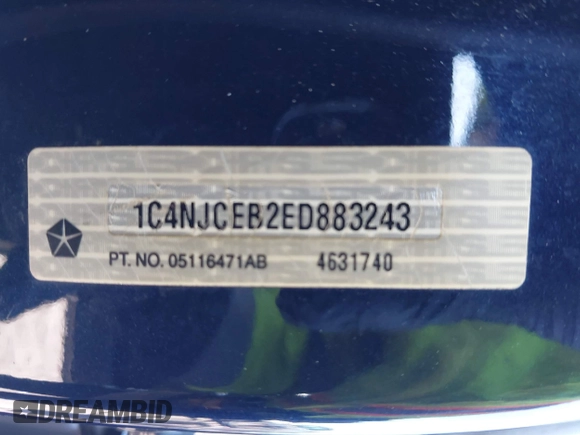 1C4NJCEB2ED883243
PT. NO. 05116471AB 4631740
DREAMBID